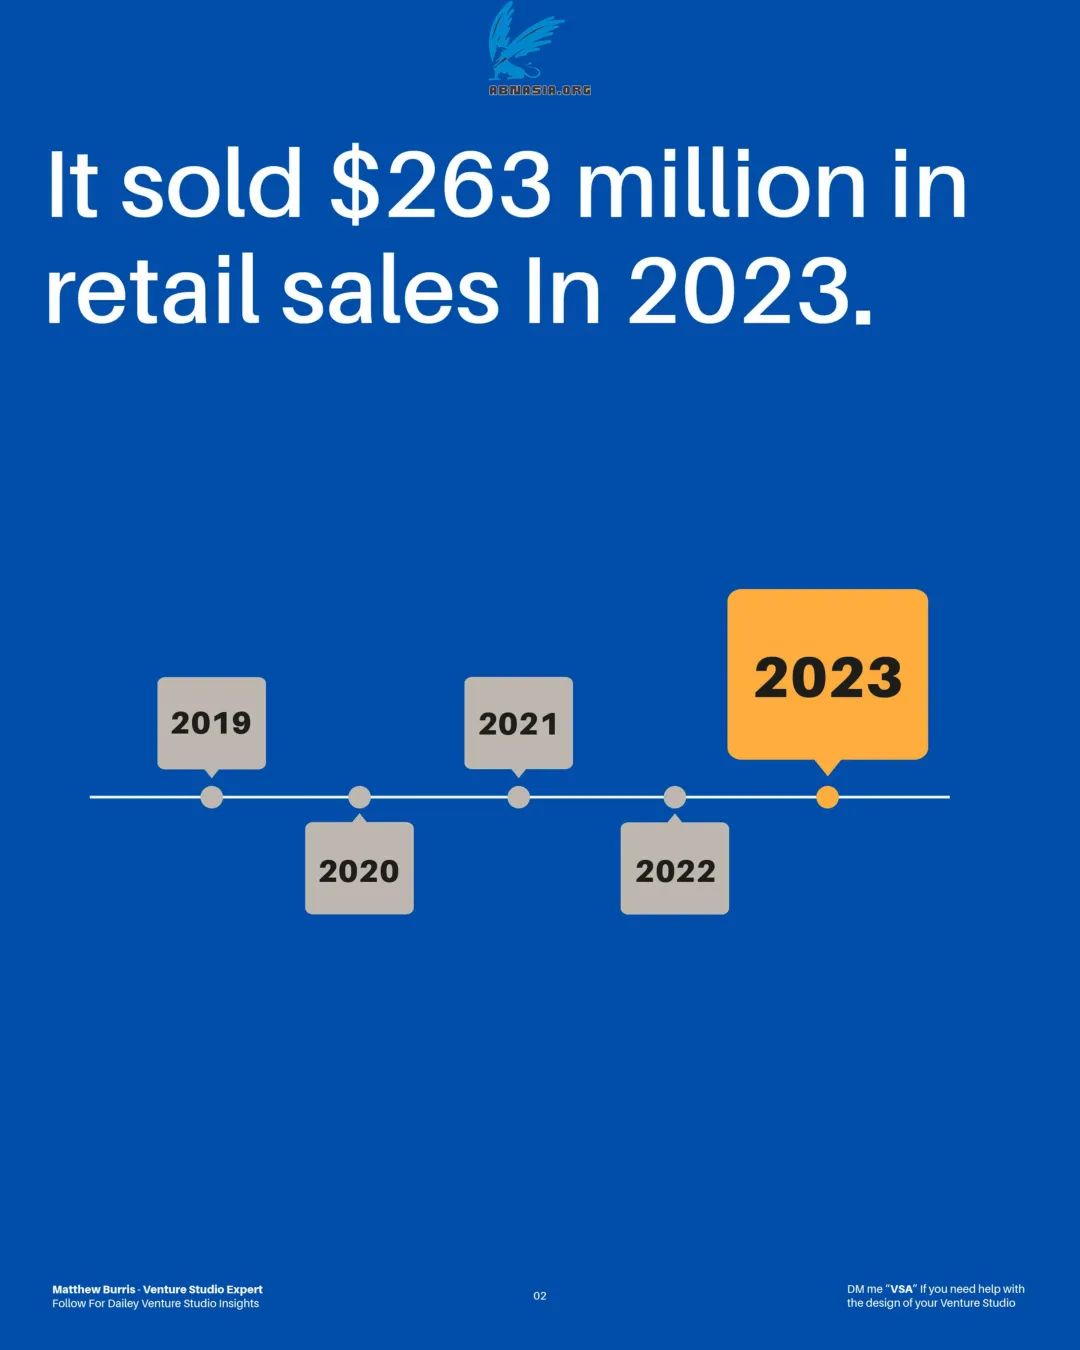 ABNASIA.ORG
It sold $263 million in
retail sales In 2023.
2023
2019
2021
2020
2022
Matthew Burris - Venture Studio Expert
Follow For Dailey Venture Studio Insights
02
DM me “VSA” If you need help with
the design of your Venture Studio